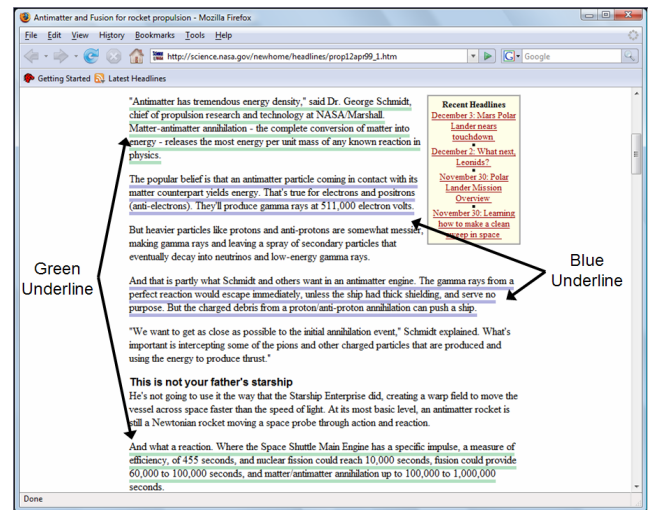 Antimatter and Fusion for rocket propulsion - Mozilla Firefox
File Edit View History Bookmarks Tools Help
http://science.nasa.gov/newhome/headlines/prop12apr99_1.htm
Google
Getting Started Latest Headlines
"Antimatter has tremendous energy density," said Dr. George Schmidt,
chief of propulsion research and technology at NASA/Marshall.
Matter-antimatter annihilation - the complete conversion of matter into
energy - releases the most energy per unit mass of any known reaction in
physics.
The popular belief is that an antimatter particle coming in contact with its
matter counterpart yields energy. That's true for electrons and positrons
(anti-electrons). They'll produce gamma rays at 511,000 electron volts.
But heavier particles like protons and anti-protons are somewhat messier,
making gamma rays and leaving a spray of secondary particles that
eventually decay into neutrinos and low-energy gamma rays.
Recent Headlines
December 3: Mars Polar
Lander nears
touchdown
December 2: What next,
Leonids?
November 30: Polar
Lander Mission
Overview
November 30: Learning
how to make a clean
sweep in space
Green
Underline
Blue
Underline
And that is partly what Schmidt and others want in an antimatter engine. The gamma rays from a
perfect reaction would escape immediately, unless the ship had thick shielding, and serve no
purpose. But the charged debris from a proton/anti-proton annihilation can push a ship.
"We want to get as close as possible to the initial annihilation event," Schmidt explained. What's
important is intercepting some of the pions and other charged particles that are produced and
using the energy to produce thrust."
This is not your father's starship
He's not going to use it the way that the Starship Enterprise did, creating a warp field to move the
vessel across space faster than the speed of light. At its most basic level, an antimatter rocket is
still a Newtonian rocket moving a space probe through action and reaction.
And what a reaction. Where the Space Shuttle Main Engine has a specific impulse, a measure of
efficiency, of 455 seconds, and nuclear fission could reach 10,000 seconds, fusion could provide
60,000 to 100,000 seconds, and matter/antimatter annihilation up to 100,000 to 1,000,000
seconds.
Done